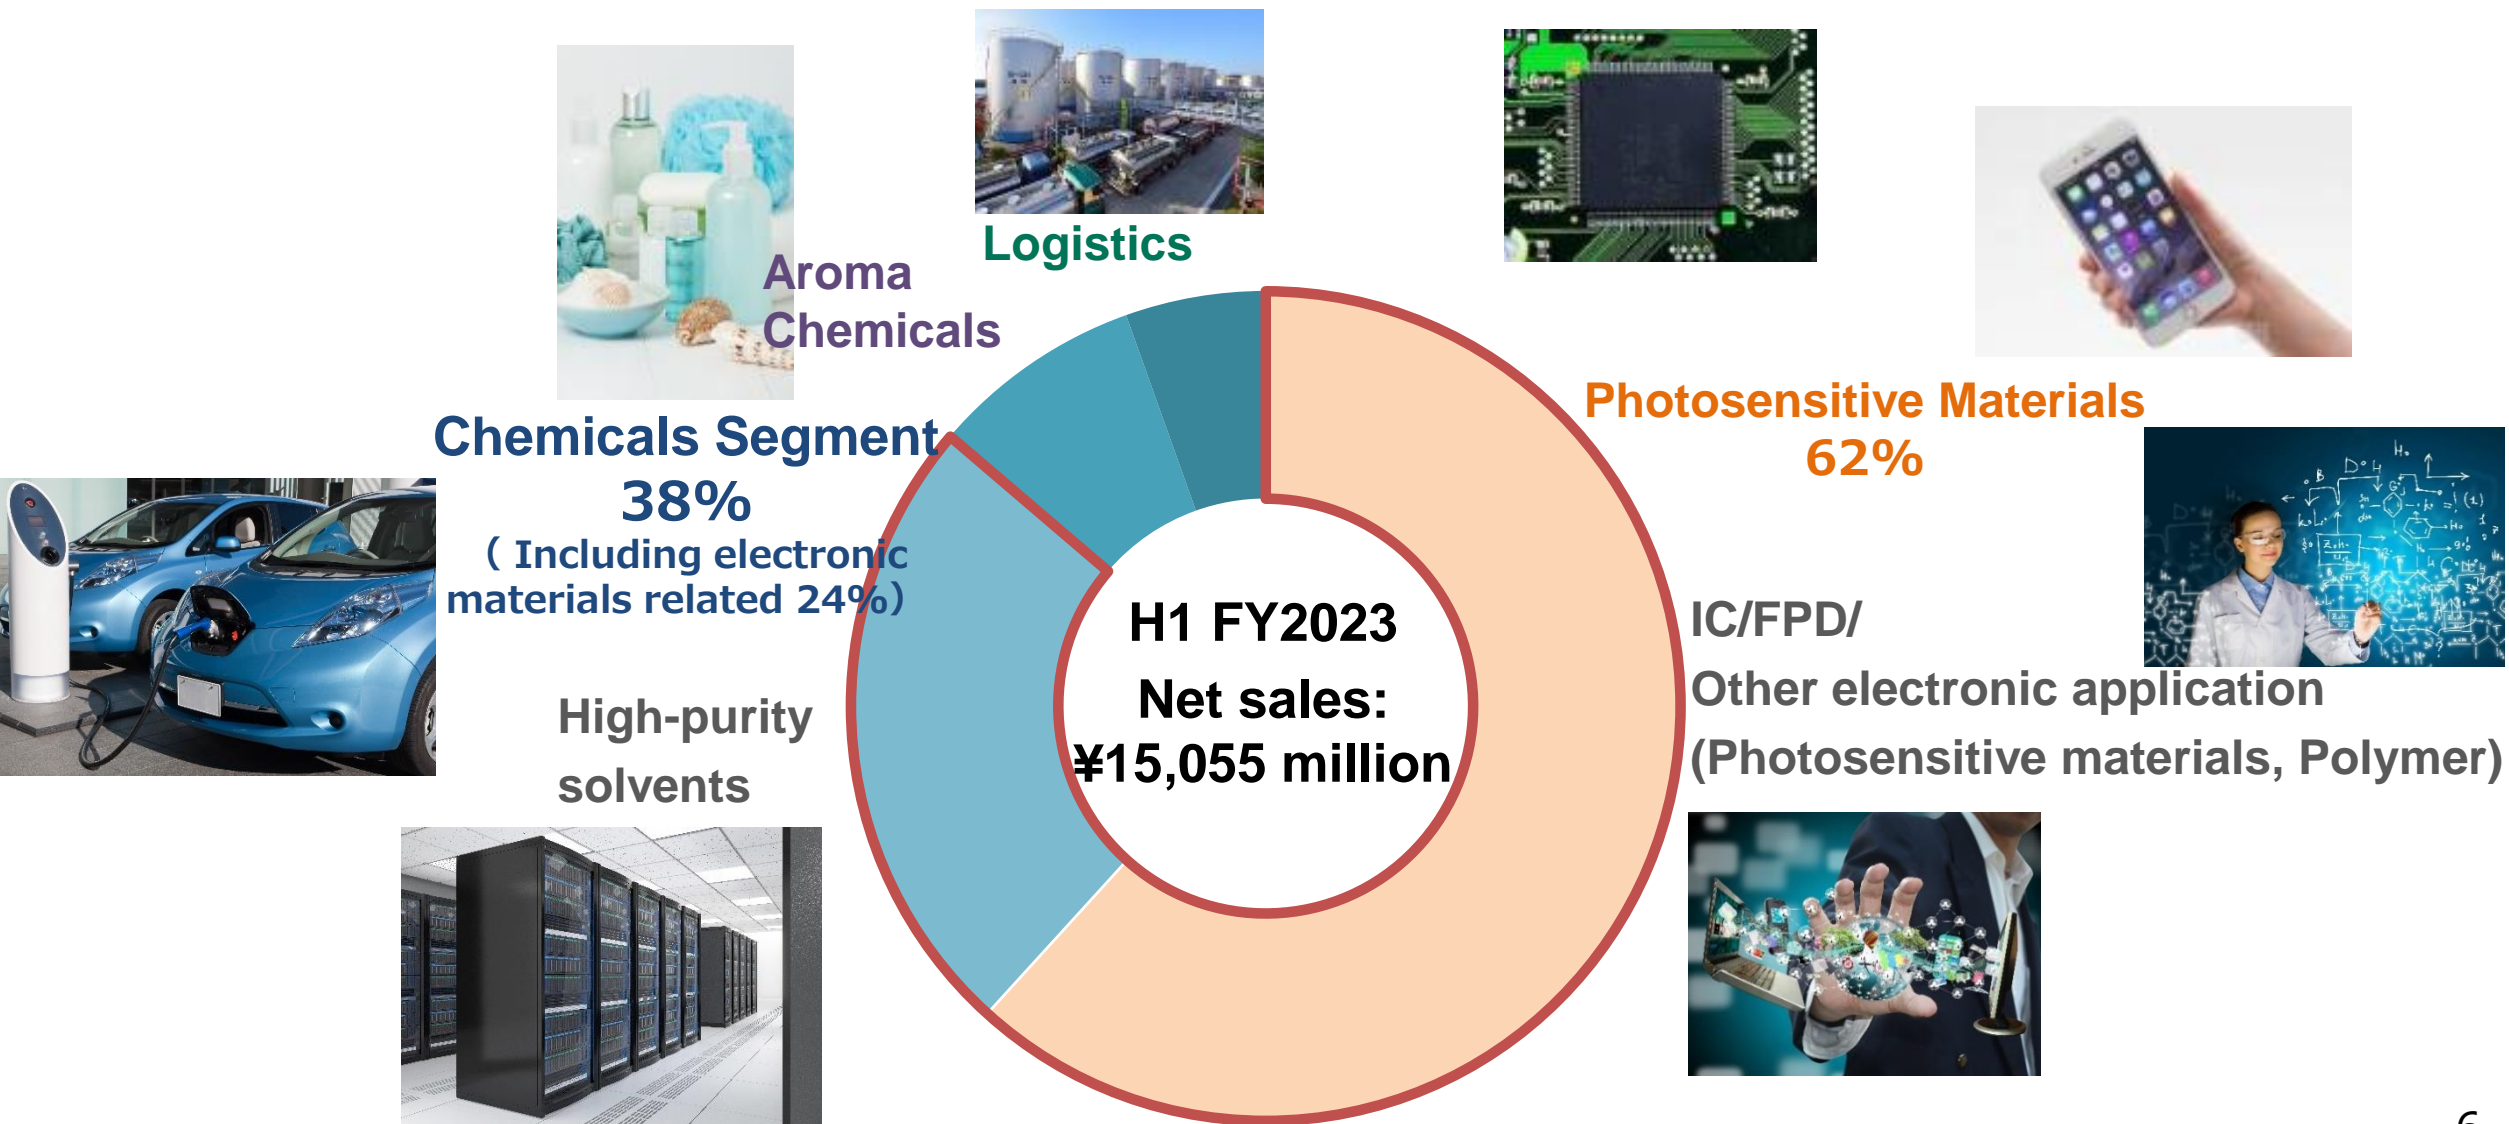 Logistics
Aroma
Chemicals
Chemicals Segment
38%
( Including electronic
materials related 24%)
High-purity
solvents
H1 FY2023
Net sales:
¥15,055 million
Photosensitive Materials
62%
IC/FPD/
Other electronic application
(Photosensitive materials, Polymer)